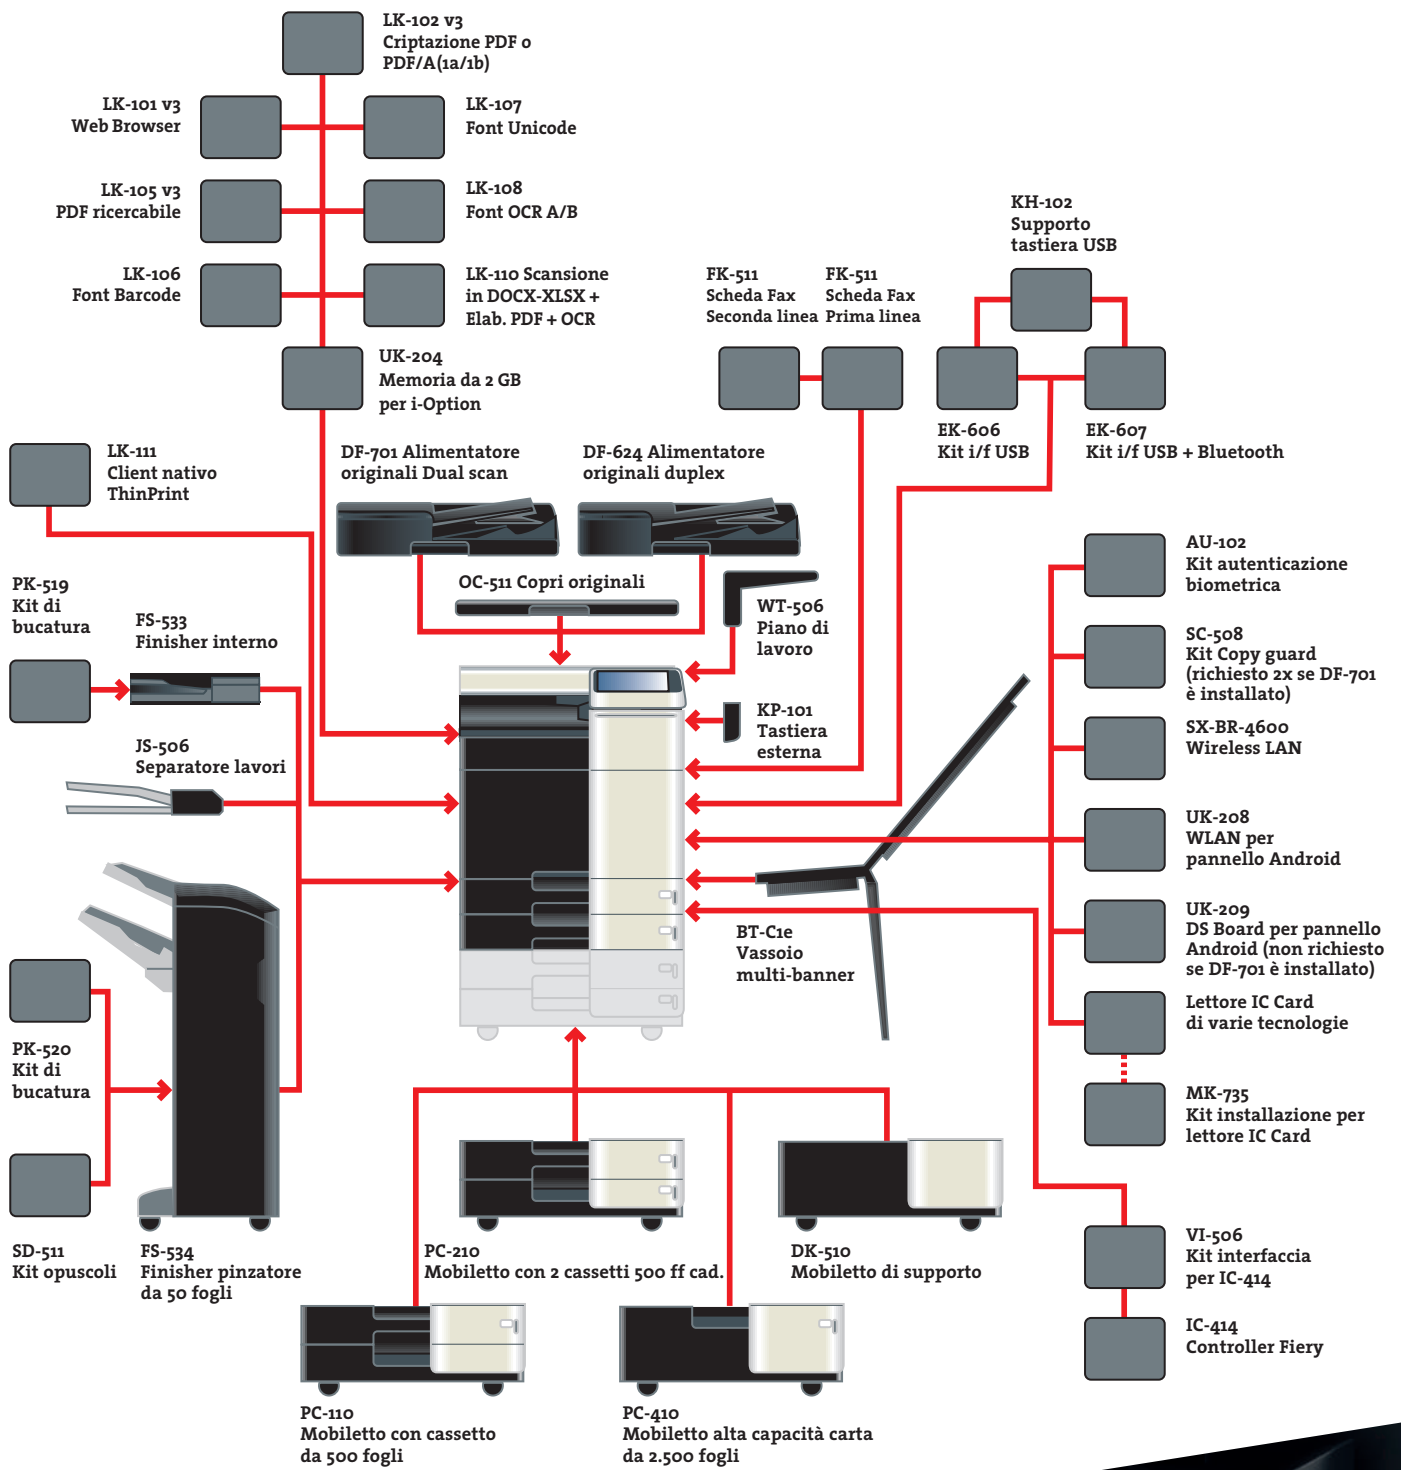 LK-102 v3
Criptazione PDF o
PDF/A(1a/1b)
LK-101 v3
Web Browser
LK-107
Font Unicode
LK-105 v3
PDF ricercabile
LK-108
Font OCR A/B
LK-106
Font Barcode
LK-110 Scansione
in DOCX-XLSX +
Elab. PDF + OCR
UK-204
Memoria da 2 GB
per i-Option
KH-102
Supporto
tastiera USB
FK-511
Scheda Fax
Seconda linea
FK-511
Scheda Fax
Prima linea
EK-606
Kit i/f USB
EK-607
Kit i/f USB + Bluetooth
LK-111
Client nativo
ThinPrint
DF-701 Alimentatore
originali Dual scan
DF-624 Alimentatore
originali duplex
OC-511 Copri originali
WT-506
Piano di
lavoro
KP-101
Tastiera
esterna
PK-519
Kit di
bucatura
FS-533
Finisher interno
JS-506
Separatore lavori
AU-102
Kit autenticazione
biometrica
SC-508
Kit Copy guard
(richiesto 2x se DF-701
è installato)
SX-BR-4600
Wireless LAN
UK-208
WLAN per
pannello Android
UK-209
DS Board per pannello
Android (non richiesto
se DF-701 è installato)
Lettore IC Card
di varie tecnologie
MK-735
Kit installazione per
lettore IC Card
BT-C1e
Vassoio
multi-banner
PK-520
Kit di
bucatura
SD-511
Kit opuscoli
FS-534
Finisher pinzatore
da 50 fogli
PC-210
Mobiletto con 2 cassetti 500 ff cad.
DK-510
Mobiletto di supporto
VI-506
Kit interfaccia
per IC-414
IC-414
Controller Fiery
PC-110
Mobiletto con cassetto
da 500 fogli
PC-410
Mobiletto alta capacità carta
da 2.500 fogli